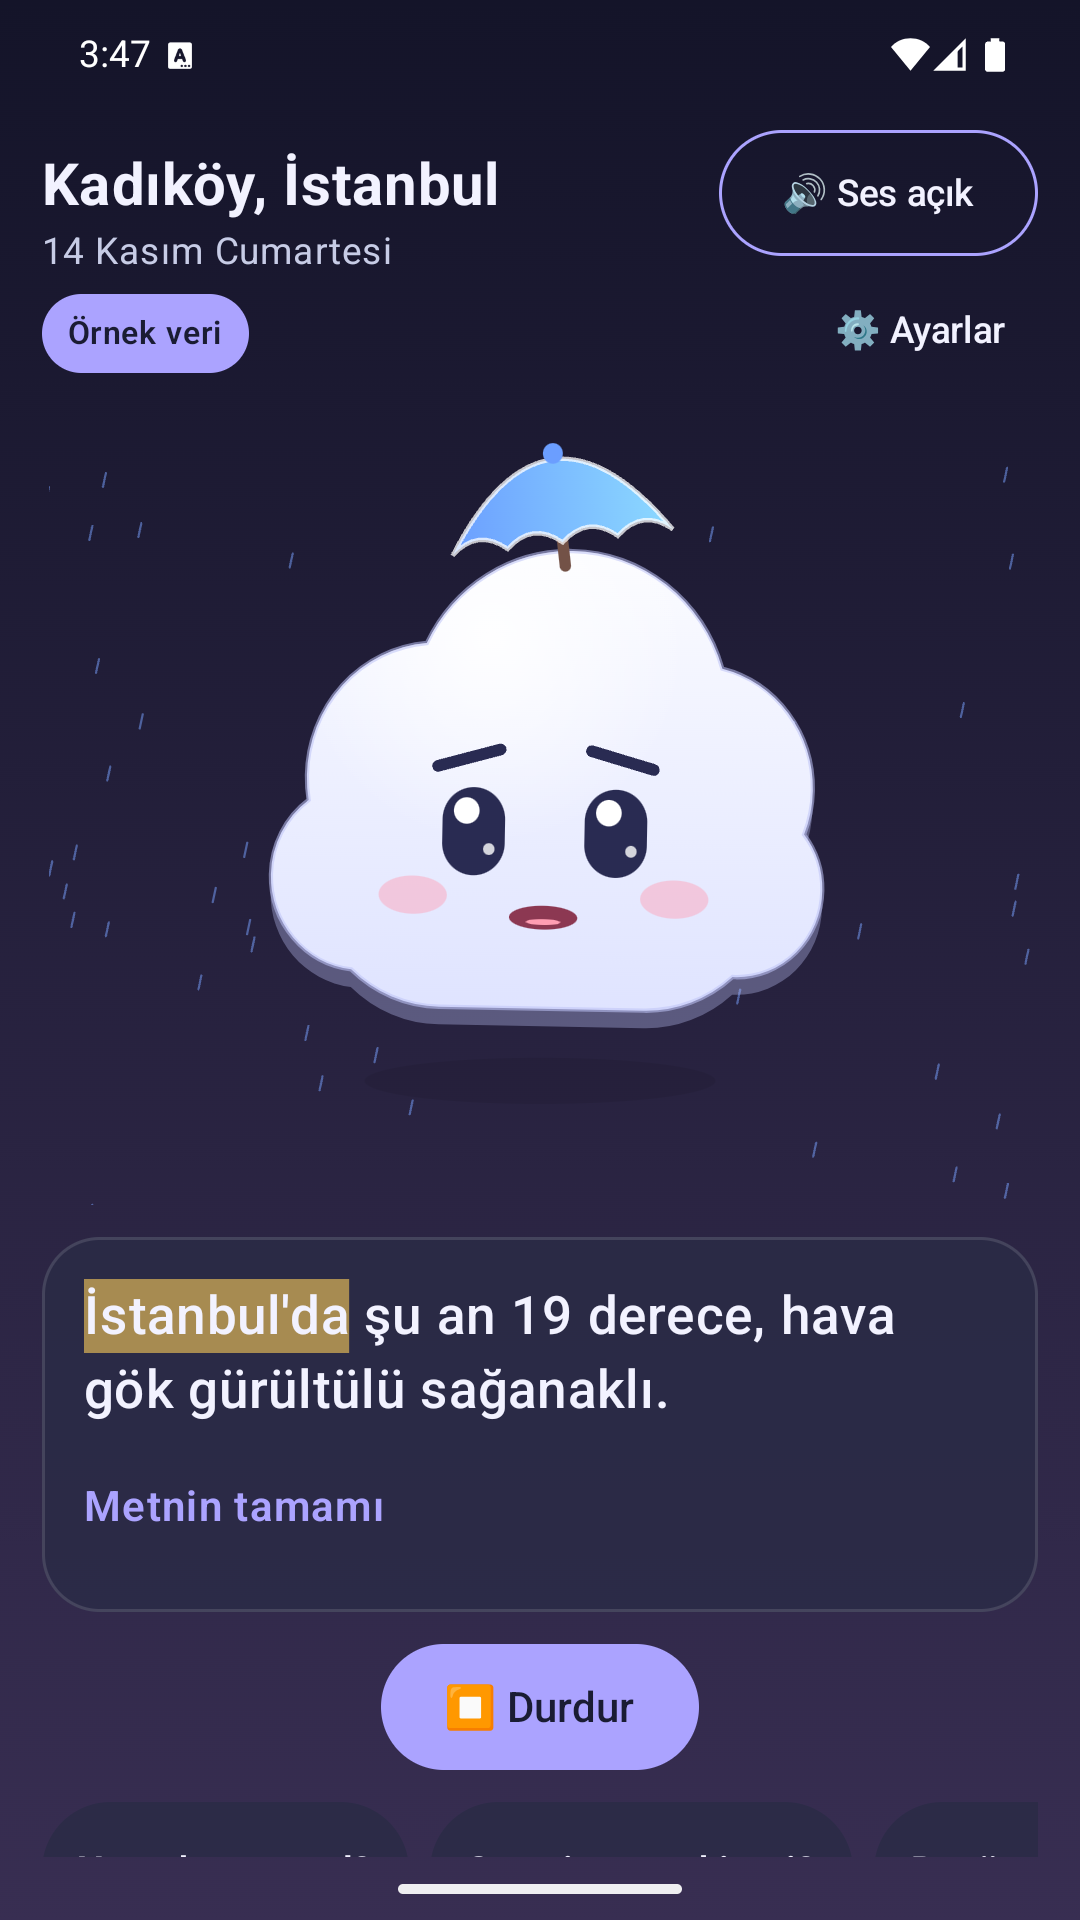 3:47
Kadıköy, İstanbul
14 Kasım Cumartesi
Ses açık
Örnek veri
Ayarlar
İstanbul'da şu an 19 derece, hava
gök gürültülü sağanaklı.
Metnin tamamı
Durdur